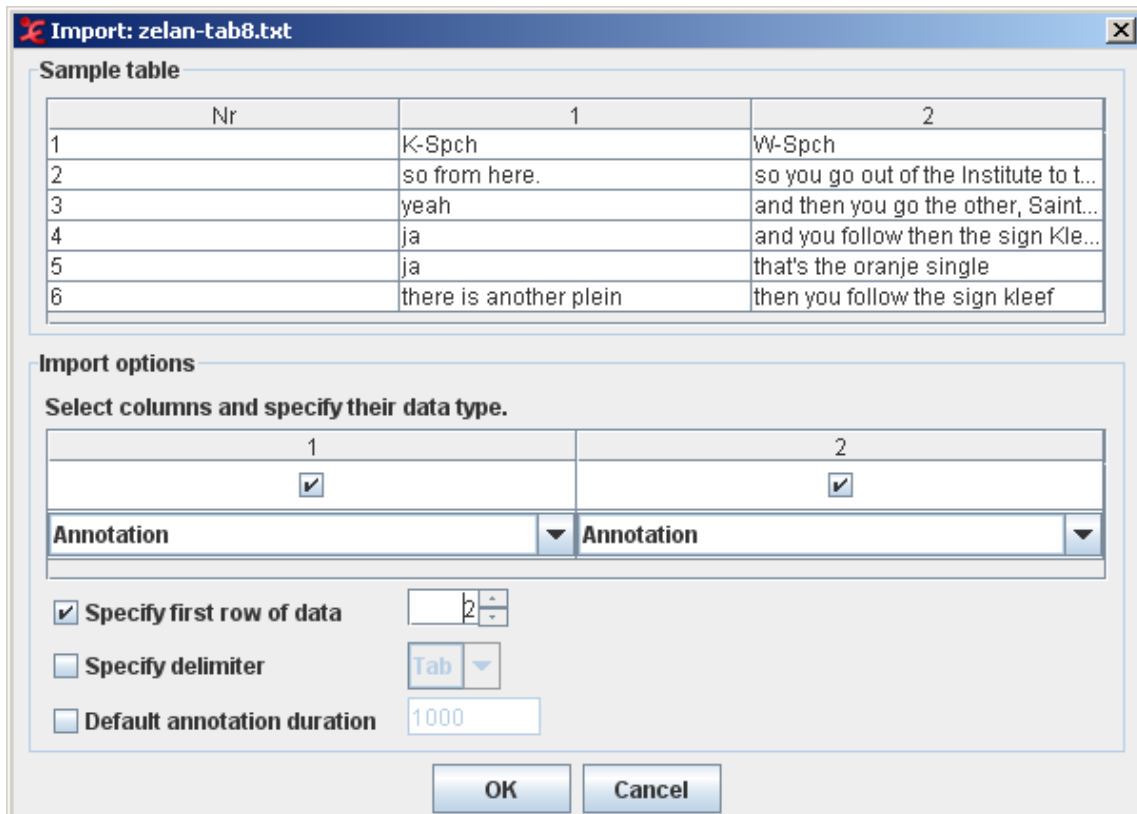 Import: zelan-tab8.txt
Sample table
Nr 1 2
1 K-Spch W-Spch
2 so from here. so you go out of the Institute to t...
3 yeah and then you go the other, Saint...
4 ja and you follow then the sign Kle...
5 ja that's the oranje single
6 there is another plein then you follow the sign kleef
Import options
Select columns and specify their data type.
1 2
Annotation Annotation
Specify first row of data 2
Specify delimiter Tab
Default annotation duration 1000
OK Cancel